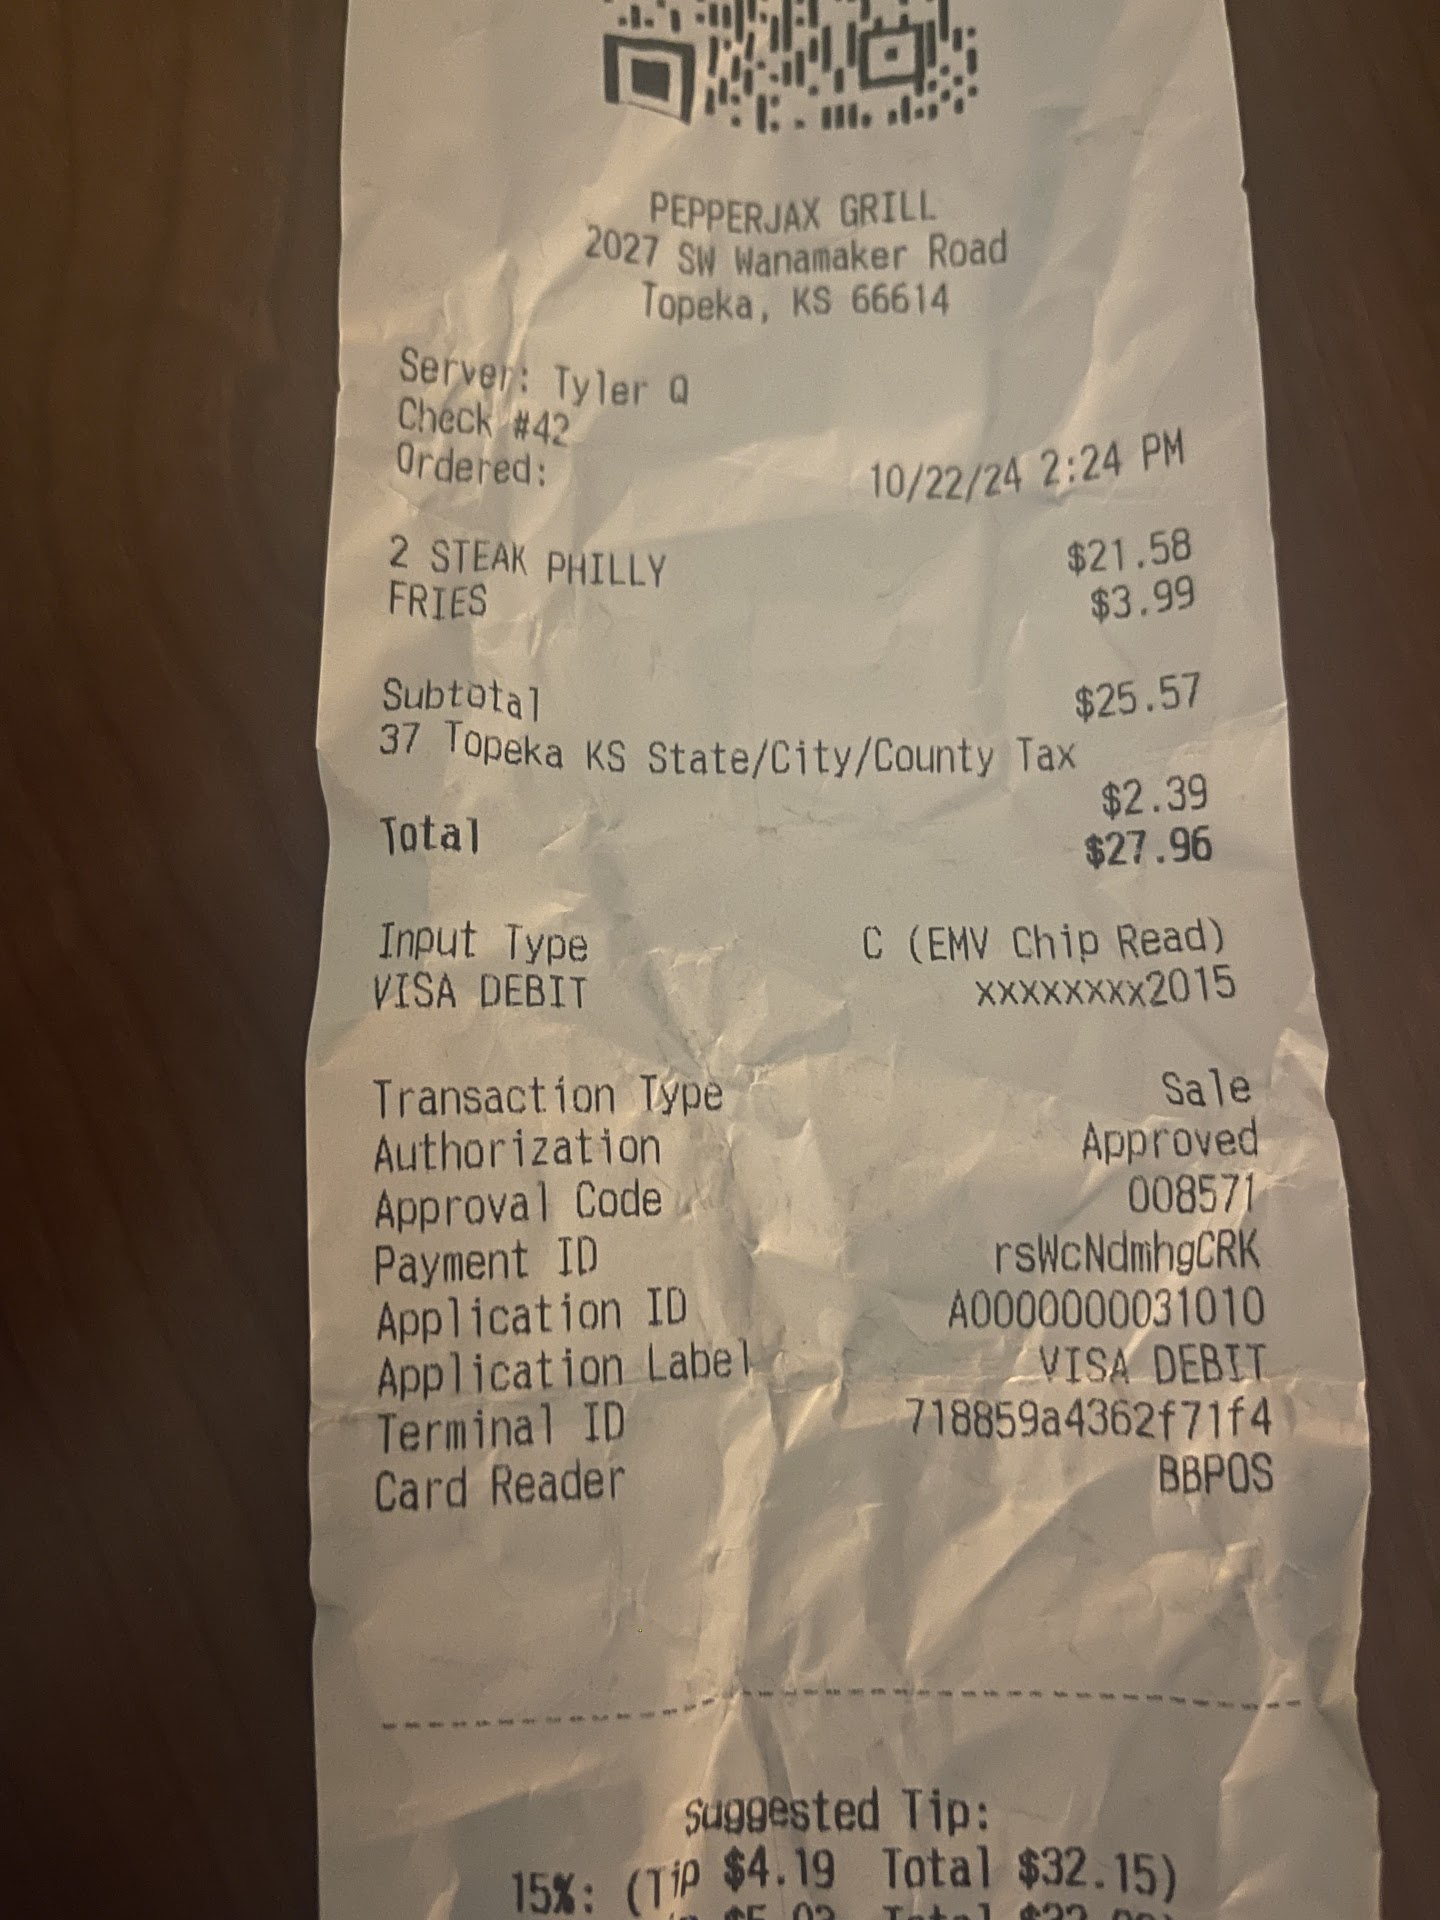 PEPPERJAX GRILL
2027 SW Wanamaker Road
Topeka, KS 66614
Server: Tyler Q
Check #42
Ordered: 10/22/24 2:24 PM
2 STEAK PHILLY $21.58
FRIES $3.99
Subtotal $25.57
37 Topeka KS State/City/County Tax
$2.39
Total $27.96
Input Type C (EMV Chip Read)
VISA DEBIT xxxxxxxx2015
Transaction Type Sale
Authorization Approved
Approval Code 008571
Payment ID rsWcNdmhgCRK
Application ID A0000000031010
Application Label VISA DEBIT
Terminal ID 718859a4362f71f4
Card Reader BBPOS
Suggested Tip:
15%: (Tip $4.19 Total $32.15)